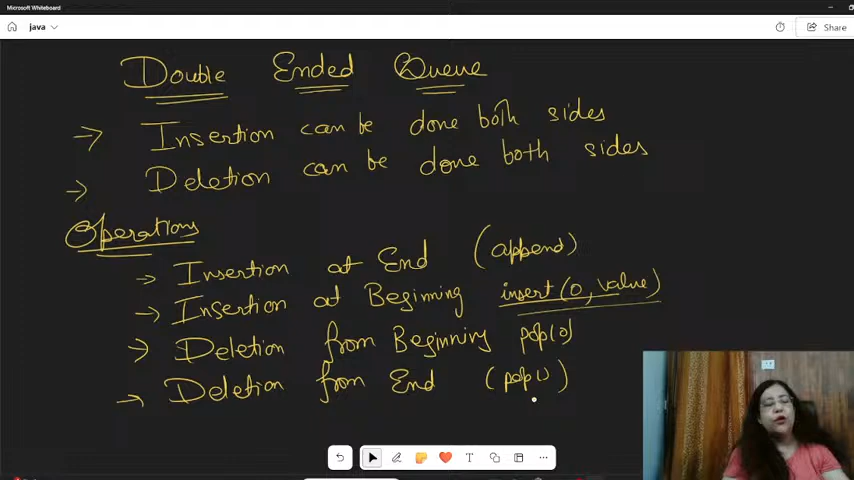 Microsoft Whiteboard
java
Share
Double Ended Queue
→ Insertion can be done both sides
→ Deletion can be done both sides
Operations
→ Insertion at End (append)
→ Insertion at Beginning insert(0, value)
→ Deletion from Beginning pop(0)
→ Deletion from End (pop())